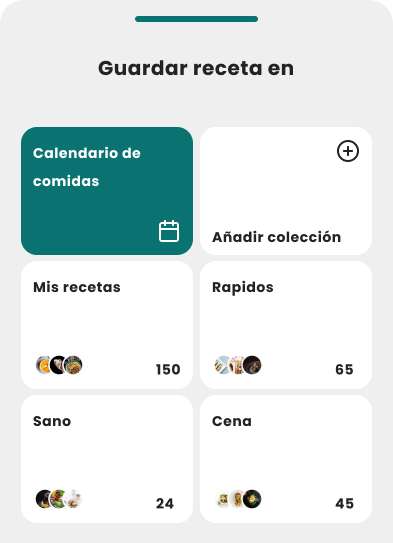 Guardar receta en
Calendario de
comidas
Añadir colección
Mis recetas
150
Rapidos
65
Sano
24
Cena
45